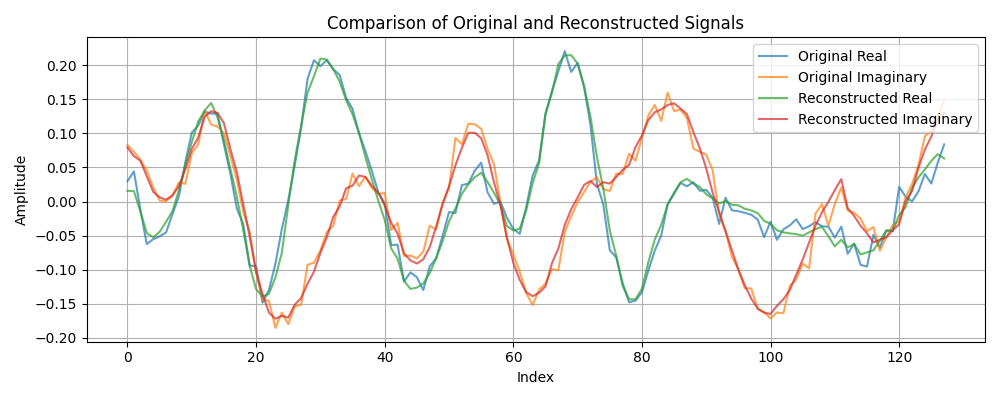 Comparison of Original and Reconstructed Signals
Original Real
Original Imaginary
Reconstructed Real
Reconstructed Imaginary
Amplitude
0.20
0.15
0.10
0.05
0.00
−0.05
−0.10
−0.15
−0.20
0 20 40 60 80 100 120
Index